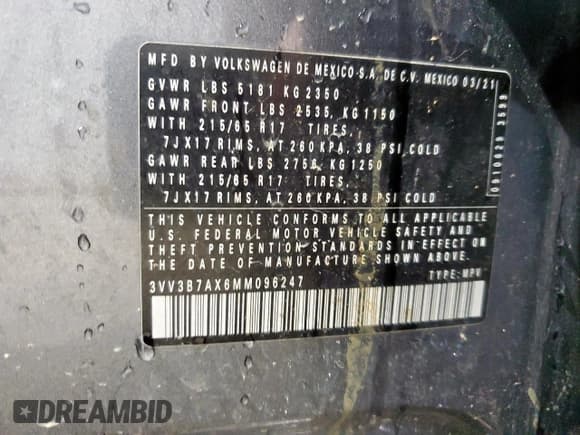 MFD BY VOLKSWAGEN DE MEXICO-S.A. DE C.V. MEXICO 03/21
GVWR LBS 5181 KG 2350
GAWR FRONT LBS 2535, KG 1150
WITH 215/65 R17 TIRES,
7JX17 RIMS, AT 260 KPA, 38 PSI COLD
GAWR REAR LBS 2756, KG 1250
WITH 215/65 R17 TIRES,
7JX17 RIMS, AT 260 KPA, 38 PSI COLD
THIS VEHICLE CONFORMS TO ALL APPLICABLE
U.S. FEDERAL MOTOR VEHICLE SAFETY AND
THEFT PREVENTION STANDARDS IN EFFECT ON
THE DATE OF MANUFACTURE SHOWN ABOVE.
3VV3B7AX6MM096247 TYPE: MPV
DREAMBID